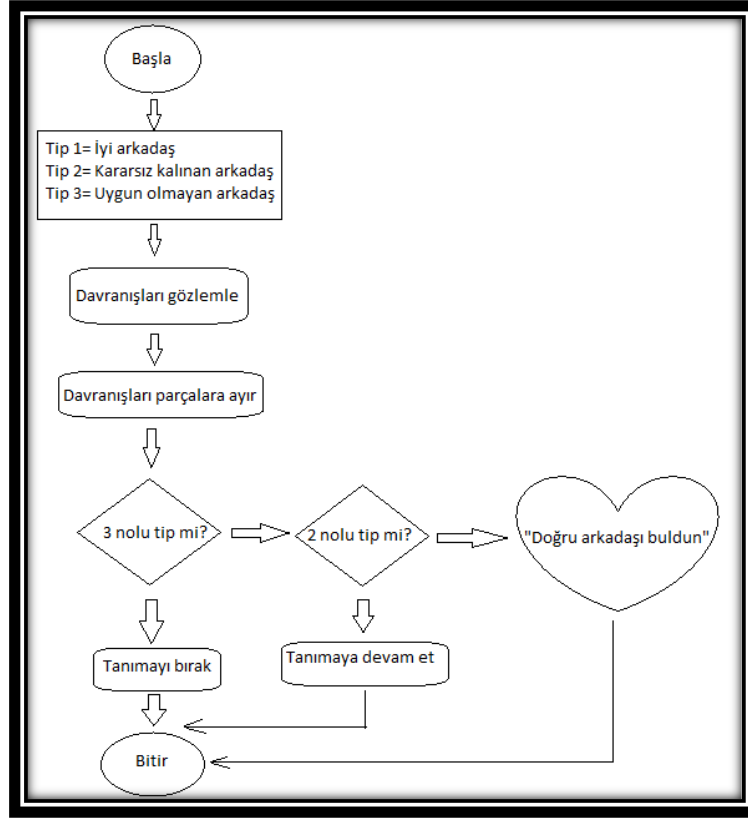 Başla
Tip 1= İyi arkadaş
Tip 2= Kararsız kalınan arkadaş
Tip 3= Uygun olmayan arkadaş
Davranışları gözlemle
Davranışları parçalara ayır
3 nolu tip mi?
2 nolu tip mi?
"Doğru arkadaşı buldun"
Tanımayı bırak
Tanımaya devam et
Bitir